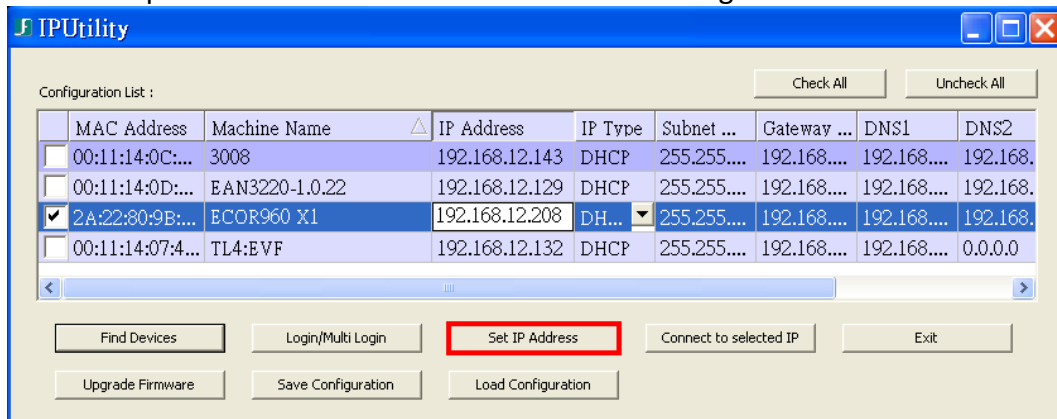 IPUtility
Check All Uncheck All
Configuration List :
MAC Address Machine Name IP Address IP Type Subnet ... Gateway ... DNS1 DNS2
00:11:14:0C:... 3008 192.168.12.143 DHCP 255.255.... 192.168.... 192.168.... 192.168.
00:11:14:0D:... EAN3220-1.0.22 192.168.12.129 DHCP 255.255.... 192.168.... 192.168.... 192.168.
2A:22:80:9B:... ECOR960 X1 192.168.12.208 DH... 255.255.... 192.168.... 192.168.... 192.168.
00:11:14:07:4... TL4:EVF 192.168.12.132 DHCP 255.255.... 192.168.... 192.168.... 0.0.0.0
Find Devices Login/Multi Login Set IP Address Connect to selected IP Exit
Upgrade Firmware Save Configuration Load Configuration